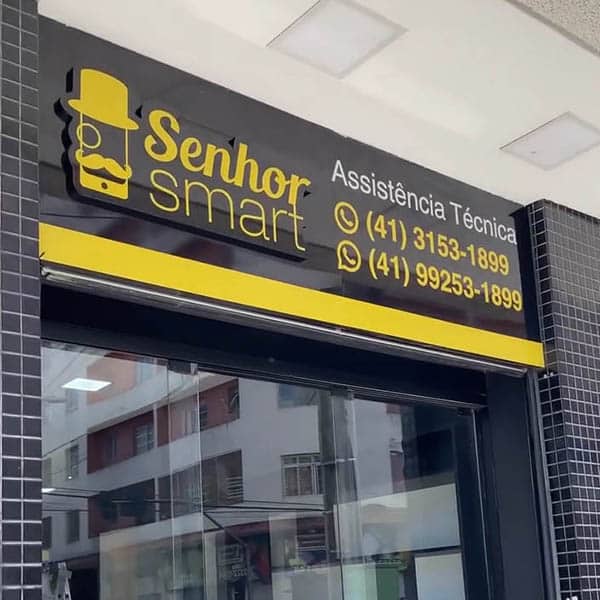 Senhor
smart
Assistência Técnica
(41) 3153-1899
(41) 99253-1899